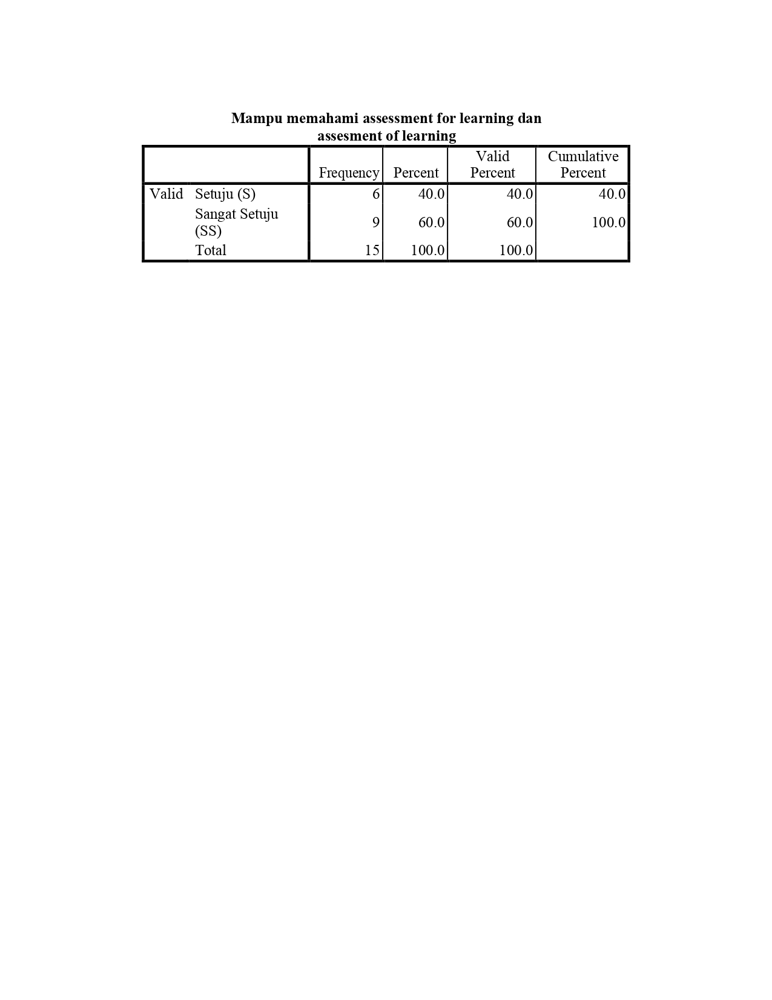 Mampu memahami assessment for learning dan
assesment of learning
Frequency Percent Valid Percent Cumulative Percent
Valid Setuju (S) 6 40.0 40.0 40.0
Sangat Setuju (SS) 9 60.0 60.0 100.0
Total 15 100.0 100.0